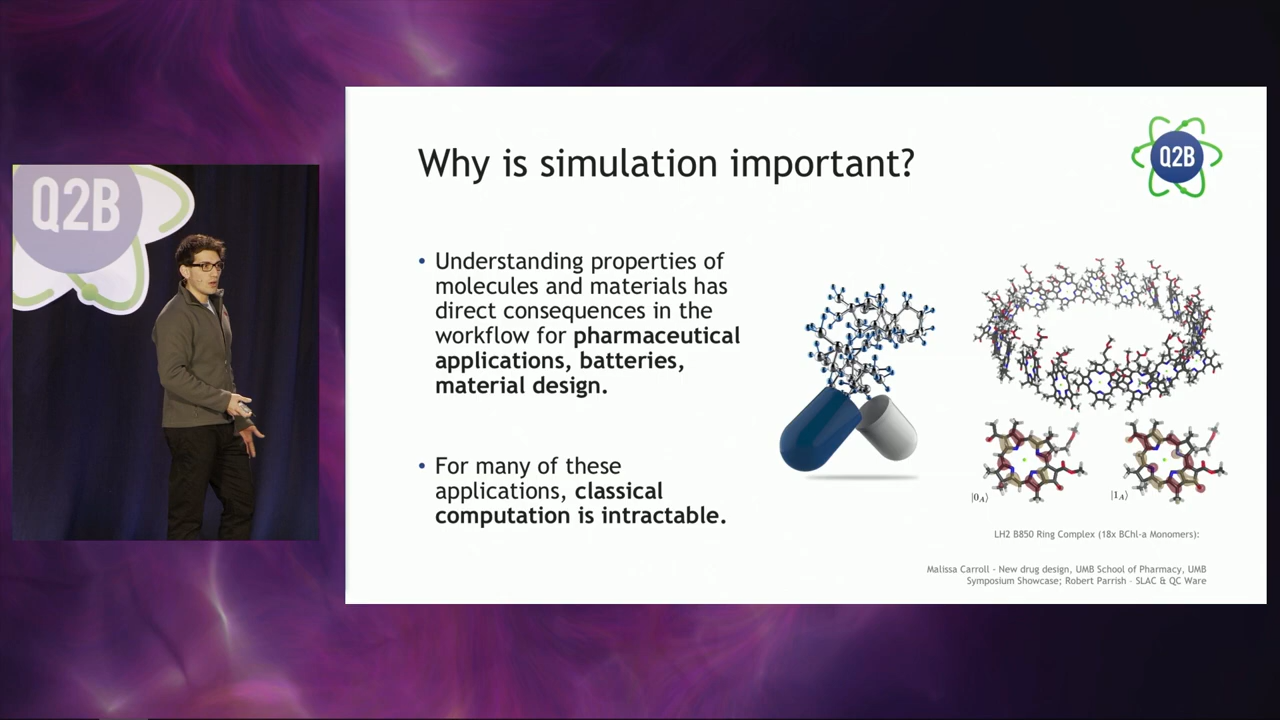 Q2B
Why is simulation important?
Q2B
• Understanding properties of
molecules and materials has
direct consequences in the
workflow for pharmaceutical
applications, batteries,
material design.
• For many of these
applications, classical
computation is intractable.
|0A⟩
|1A⟩
LH2 B850 Ring Complex (18x BChl-a Monomers):
Malissa Carroll - New drug design, UMB School of Pharmacy, UMB
Symposium Showcase; Robert Parrish – SLAC & QC Ware